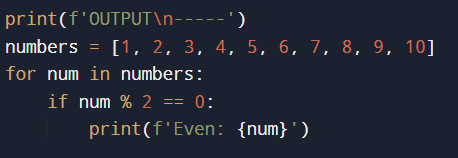 print(f'OUTPUT\n-----')
numbers = [1, 2, 3, 4, 5, 6, 7, 8, 9, 10]
for num in numbers:
    if num % 2 == 0:
        print(f'Even: {num}')